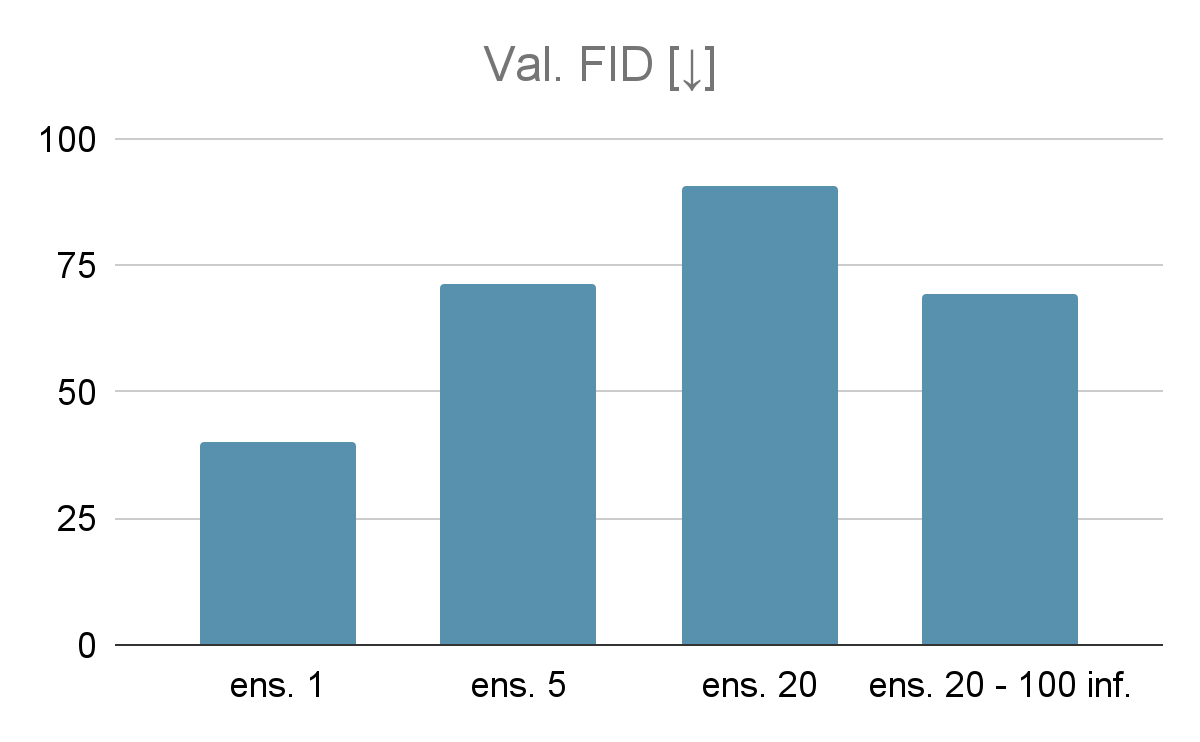 Val. FID [↓]
100
75
50
25
0
ens. 1
ens. 5
ens. 20
ens. 20 - 100 inf.